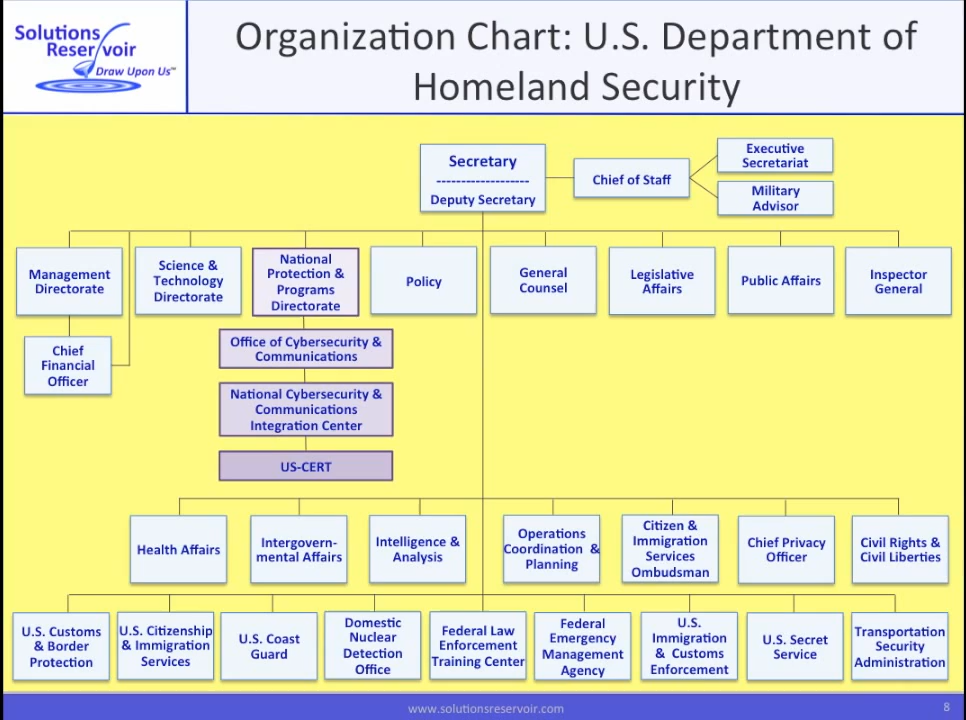 Solutions
Reservoir
Draw Upon Us™
Organization Chart: U.S. Department of
Homeland Security
Secretary
-------------------
Deputy Secretary
Chief of Staff
Executive
Secretariat
Military
Advisor
Management
Directorate
Science &
Technology
Directorate
National
Protection &
Programs
Directorate
Policy
General
Counsel
Legislative
Affairs
Public Affairs
Inspector
General
Chief
Financial
Officer
Office of Cybersecurity &
Communications
National Cybersecurity &
Communications
Integration Center
US-CERT
Health Affairs
Intergovern-
mental Affairs
Intelligence &
Analysis
Operations
Coordination &
Planning
Citizen &
Immigration
Services
Ombudsman
Chief Privacy
Officer
Civil Rights &
Civil Liberties
U.S. Customs
& Border
Protection
U.S. Citizenship
& Immigration
Services
U.S. Coast
Guard
Domestic
Nuclear
Detection
Office
Federal Law
Enforcement
Training Center
Federal
Emergency
Management
Agency
U.S.
Immigration
& Customs
Enforcement
U.S. Secret
Service
Transportation
Security
Administration
www.solutionsreservoir.com
8